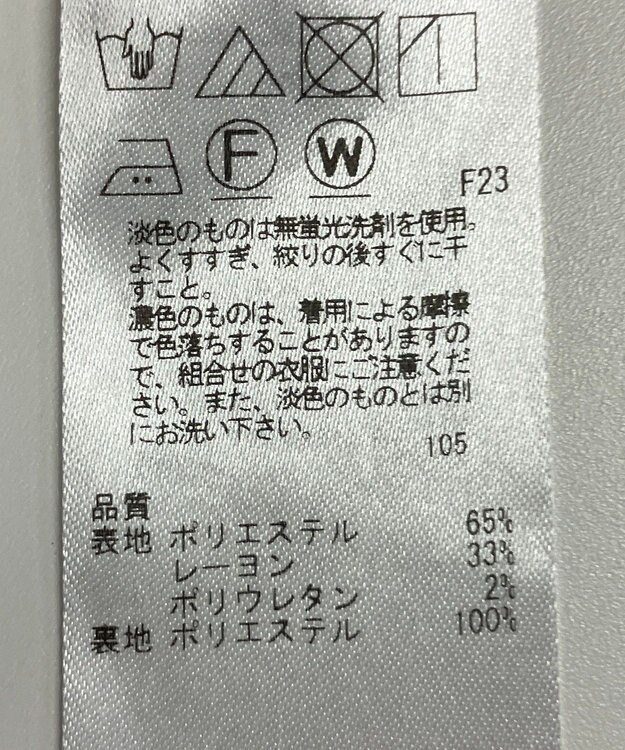 F W F23
淡色のものは無蛍光洗剤を使用。
よくすすぎ、絞りの後すぐに干
すこと。
濃色のものは、着用による摩擦
で色落ちすることがありますの
で、組合せの衣服にご注意くだ
さい。また、淡色のものとは別
にお洗い下さい。
105
品質
表地 ポリエステル 65%
レーヨン 33%
ポリウレタン 2%
裏地 ポリエステル 100%